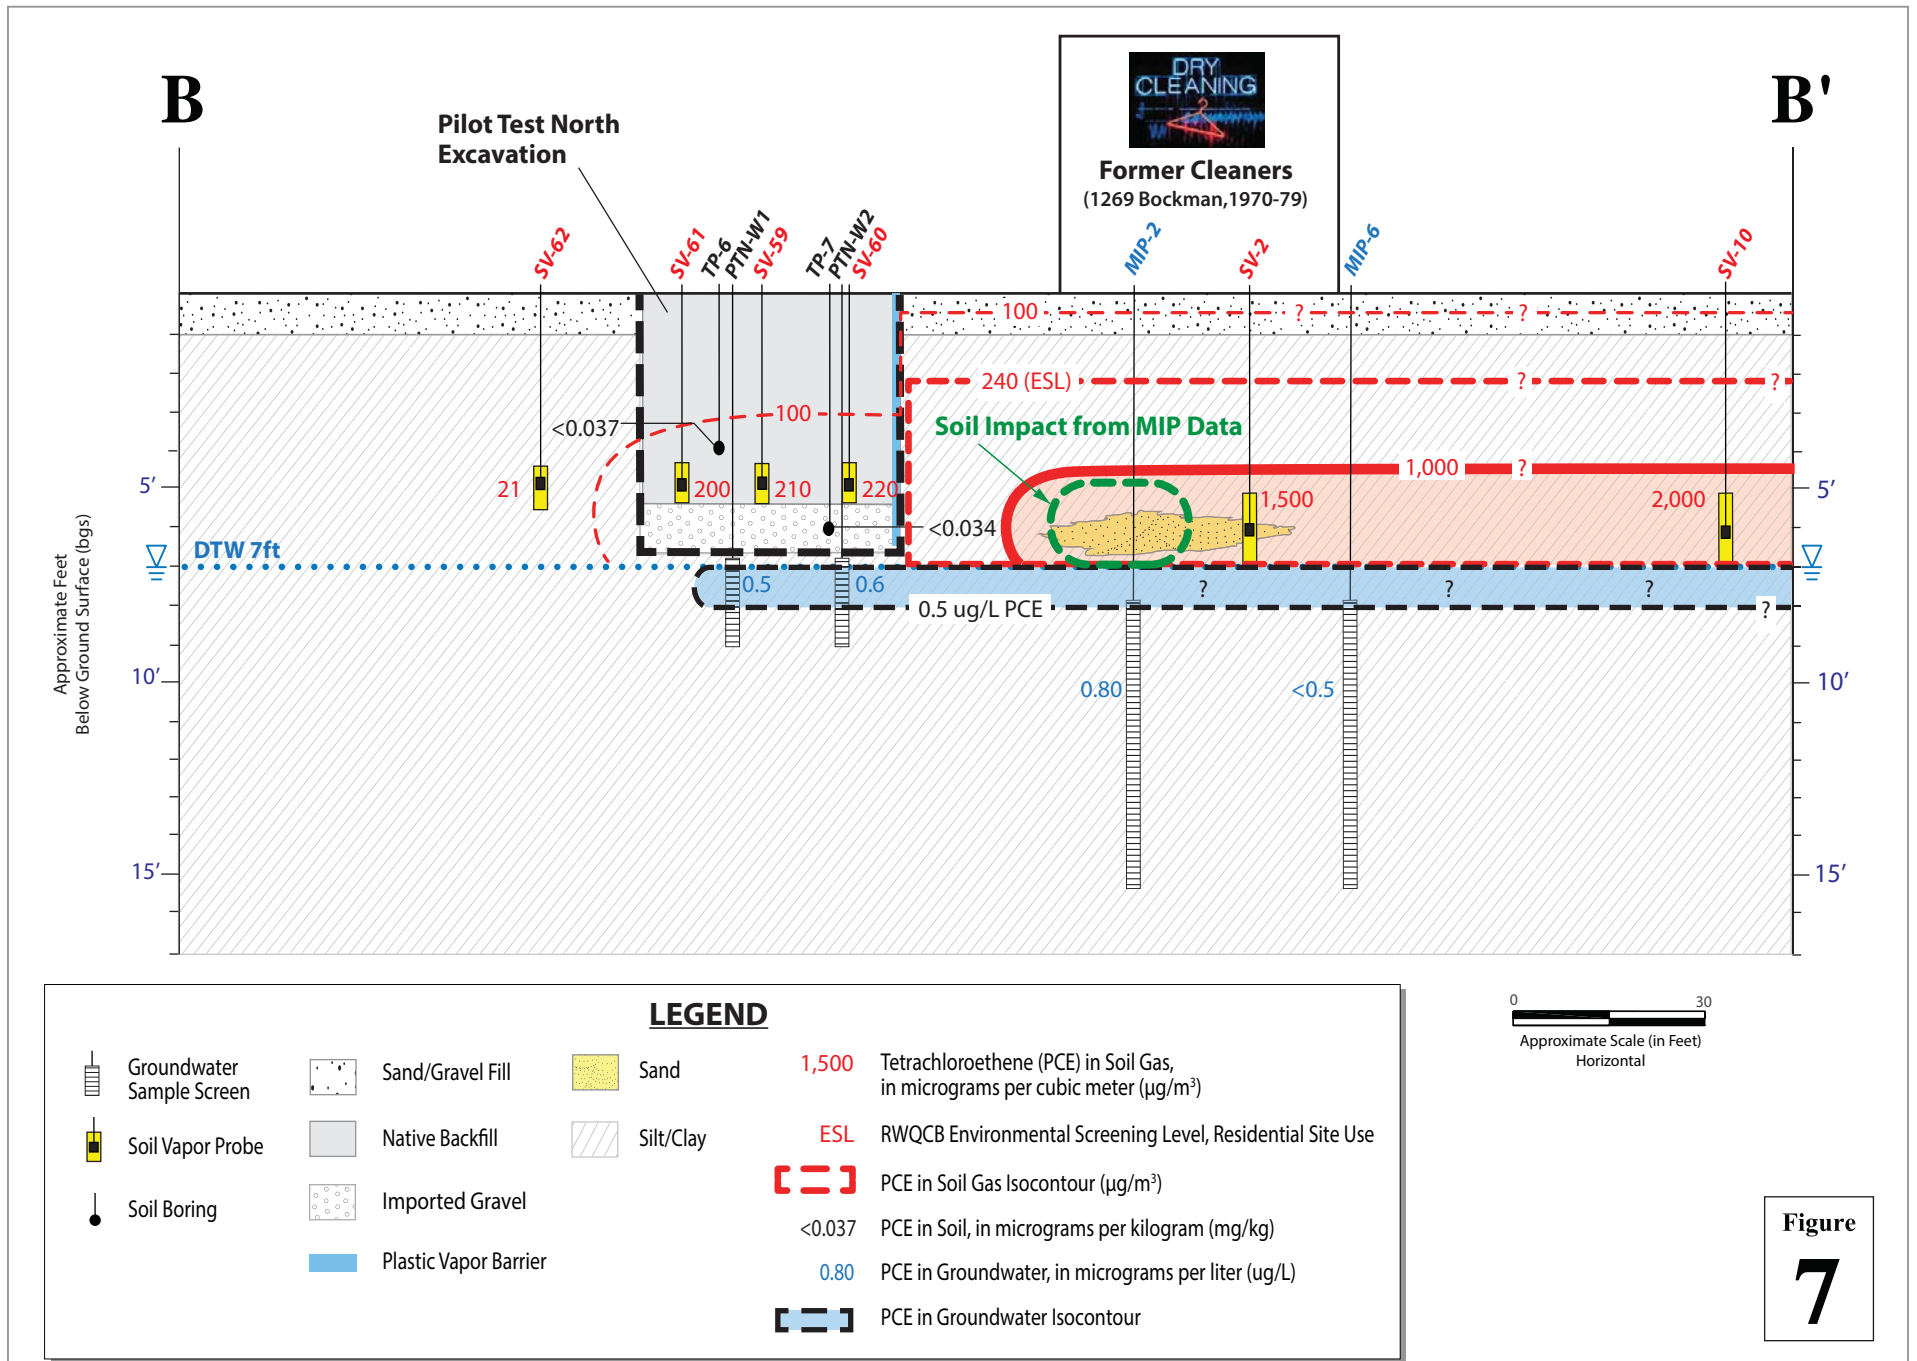 B
B'
DRY
CLEANING
Former Cleaners
(1269 Bockman,1970-79)
Pilot Test North
Excavation
SV-62
SV-61
TP-6
PTN-W1
SV-59
TP-7
PTN-W2
SV-60
MIP-2
SV-2
MIP-6
SV-10
100
?
?
240 (ESL)
?
?
100
<0.037
Soil Impact from MIP Data
1,000
?
5'
21
200
210
220
1,500
2,000
5'
<0.034
DTW 7ft
0.5
0.6
?
?
?
0.5 ug/L PCE
?
Approximate Feet
Below Ground Surface (bgs)
10'
0.80
<0.5
10'
15'
15'
LEGEND
Groundwater
Sample Screen
Soil Vapor Probe
Soil Boring
Sand/Gravel Fill
Native Backfill
Imported Gravel
Plastic Vapor Barrier
Sand
Silt/Clay
1,500
Tetrachloroethene (PCE) in Soil Gas,
in micrograms per cubic meter (µg/m³)
ESL
RWQCB Environmental Screening Level, Residential Site Use
PCE in Soil Gas Isocontour (µg/m³)
<0.037
PCE in Soil, in micrograms per kilogram (mg/kg)
0.80
PCE in Groundwater, in micrograms per liter (ug/L)
PCE in Groundwater Isocontour
0
30
Approximate Scale (in Feet)
Horizontal
Figure
7